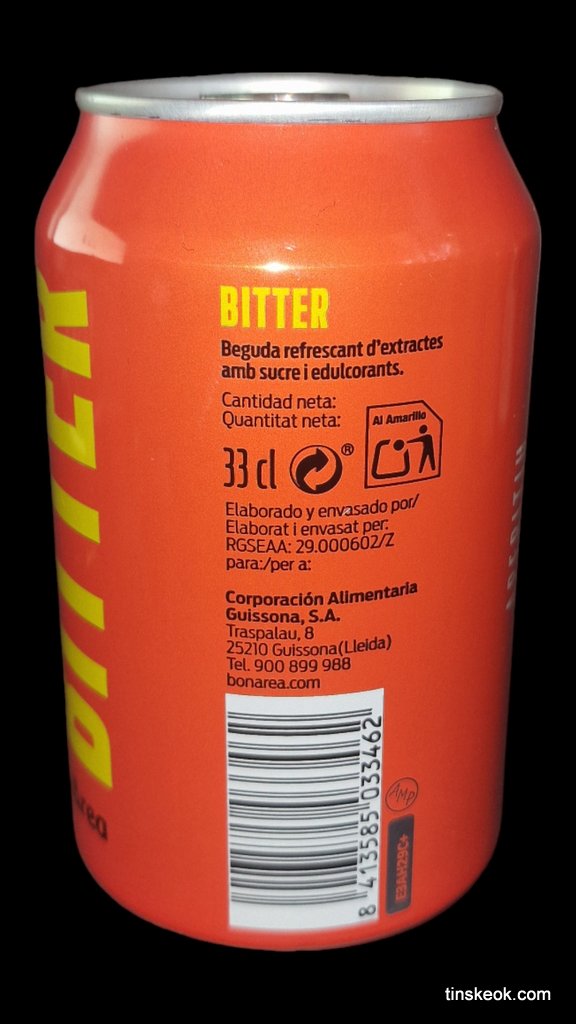 BITTER
BITTER
Beguda refrescant d'extractes
amb sucre i edulcorants.
Cantidad neta:
Quantitat neta:
Al Amarillo
33 cl
®
Elaborado y envasado por/
Elaborat i envasat per:
RGSEAA: 29.000602/Z
para:/per a:
Corporación Alimentaria
Guissona, S.A.
Traspalau, 8
25210 Guissona(Lleida)
Tel. 900 899 988
bonarea.com
8 413585 033462
AMP
E3AH29C+
tinskeok.com